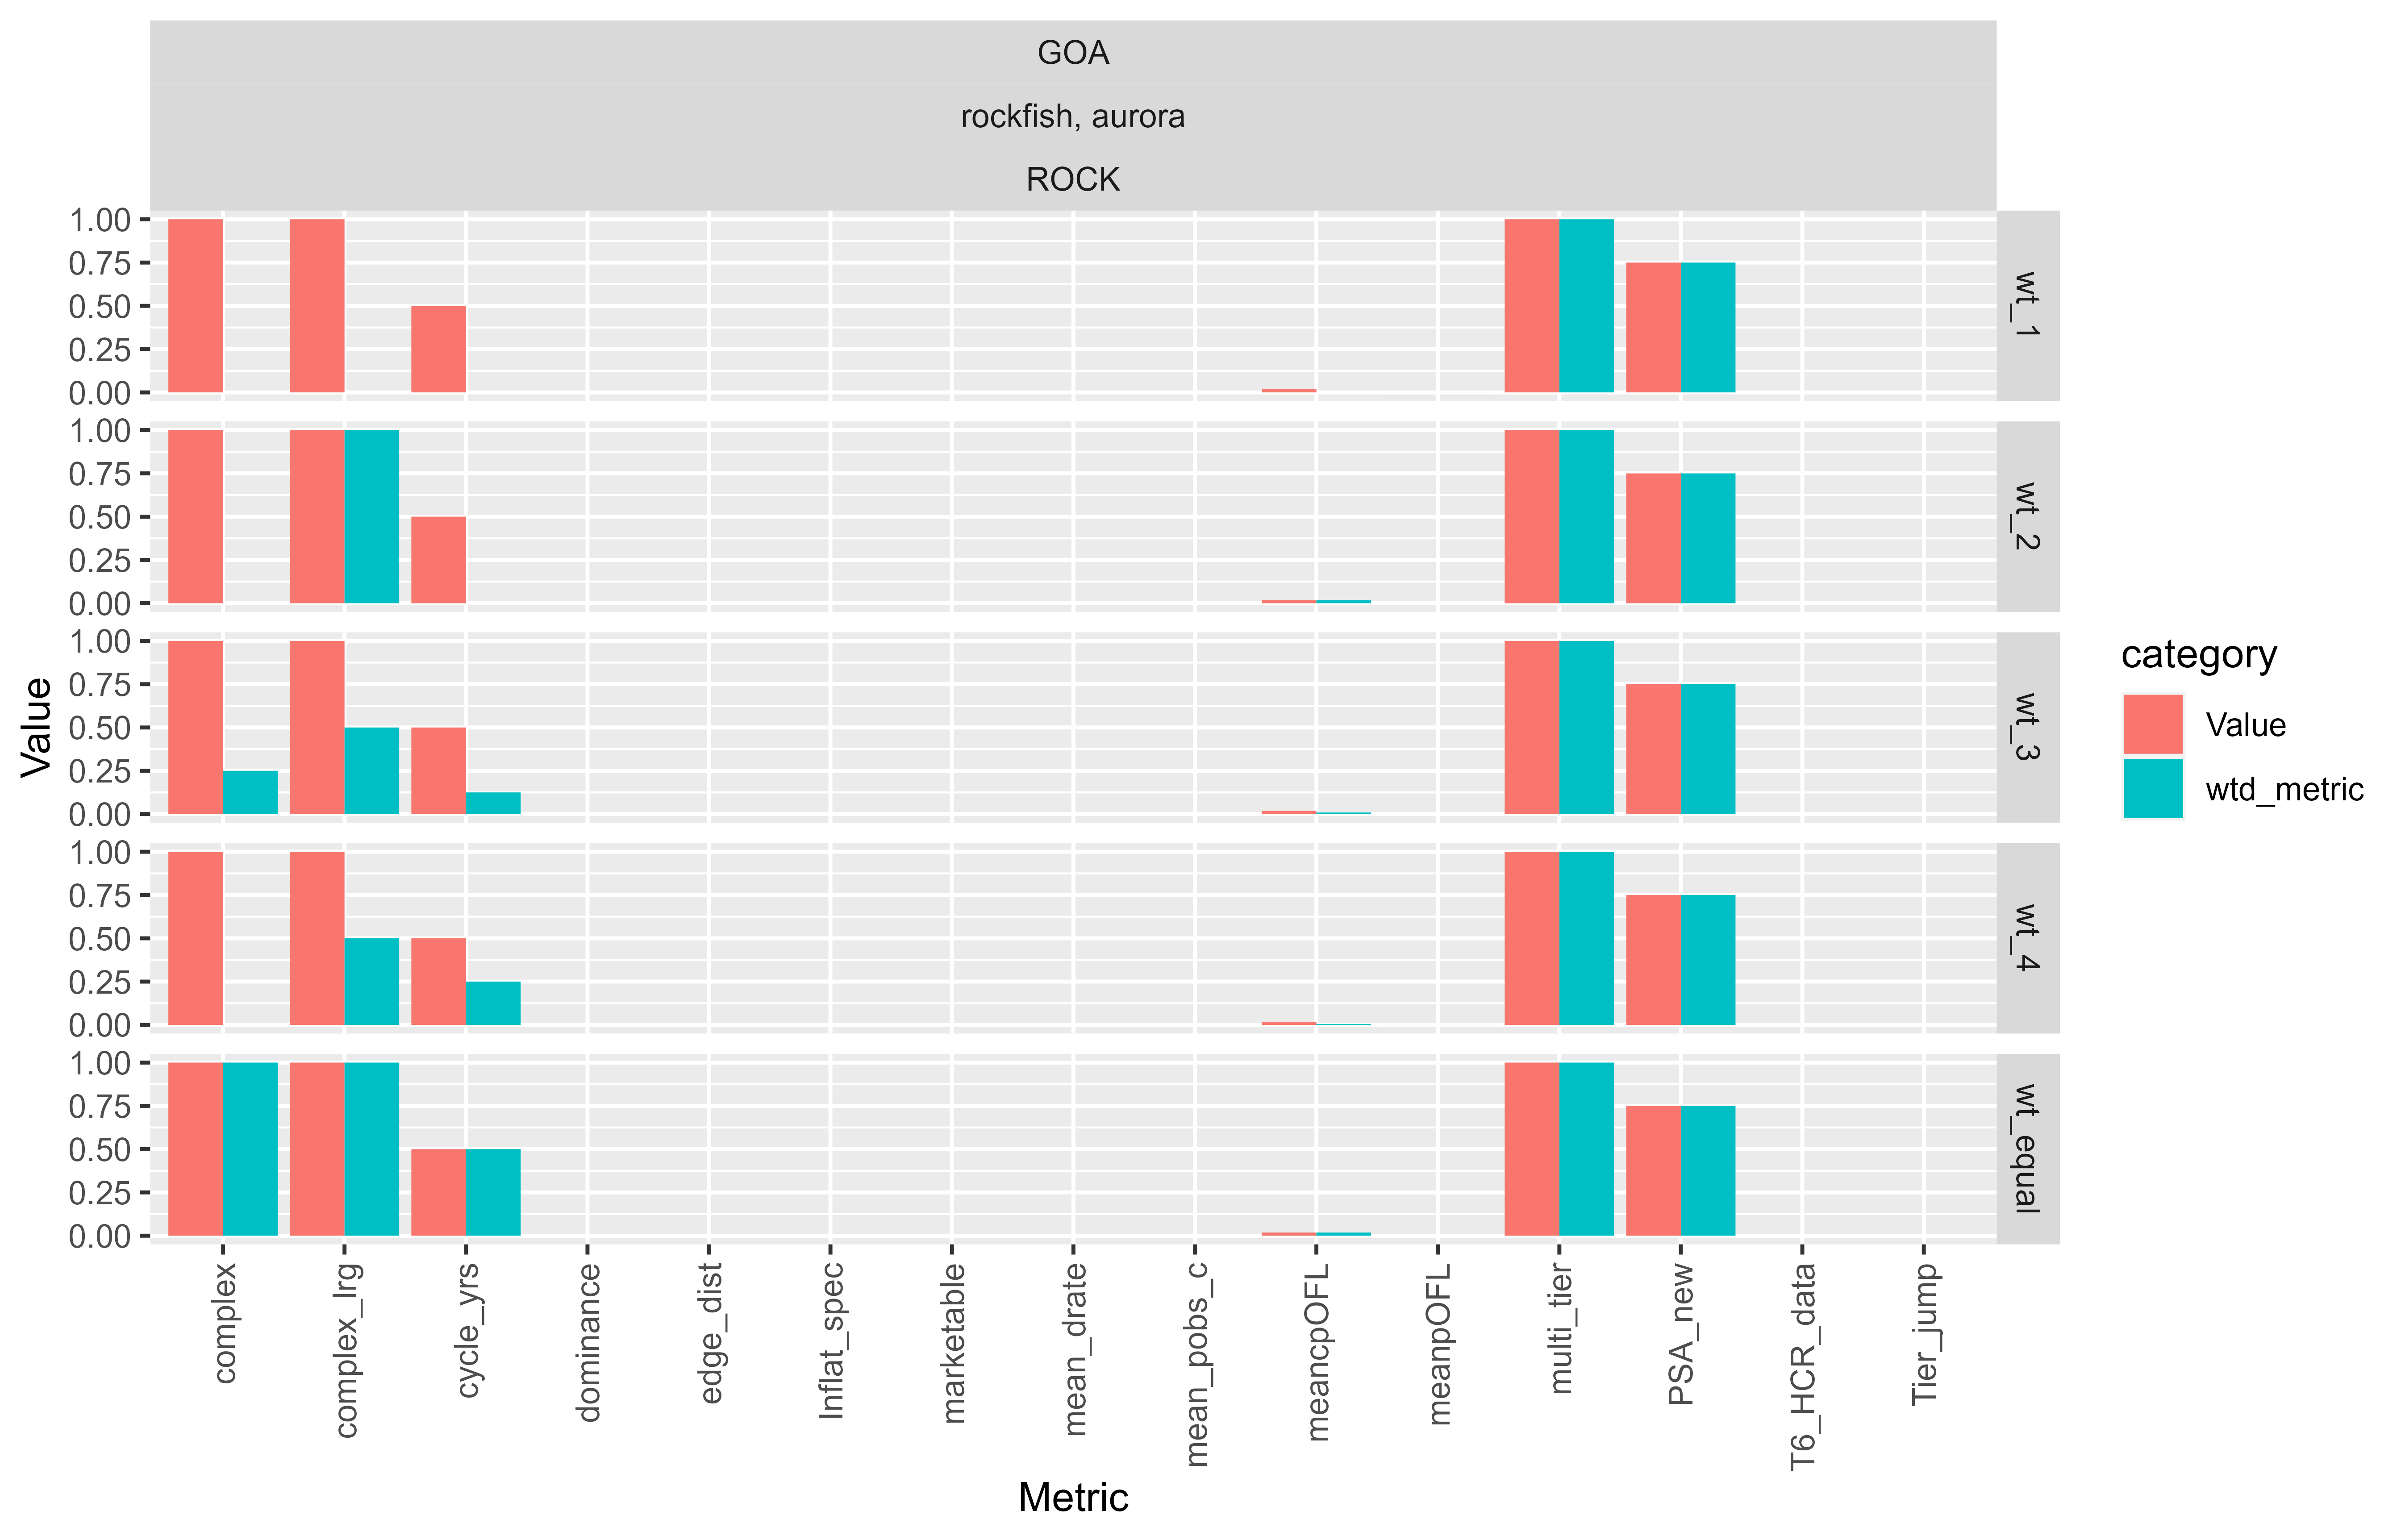 GOA
rockfish, aurora
ROCK
1.00
0.75
0.50
0.25
0.00
wt_1
1.00
0.75
0.50
0.25
0.00
wt_2
1.00
0.75
0.50
0.25
0.00
wt_3
1.00
0.75
0.50
0.25
0.00
wt_4
1.00
0.75
0.50
0.25
0.00
wt_equal
Value
complex
complex_lrg
cycle_yrs
dominance
edge_dist
Inflat_spec
marketable
mean_drate
mean_pobs_c
meancpOFL
meanpOFL
multi_tier
PSA_new
T6_HCR_data
Tier_jump
Metric
category
Value
wtd_metric